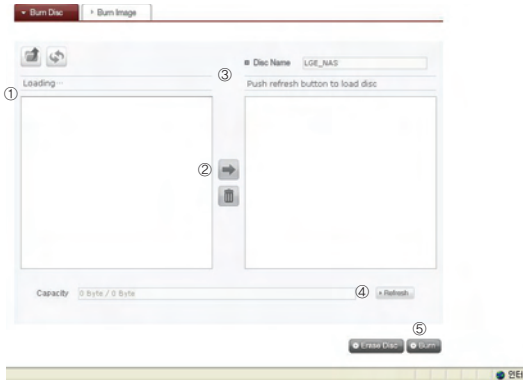 Burn Disc
Burn Image
Disc Name LGE_NAS
③
Loading...
Push refresh button to load disc
①
②
Capacity 0 Byte / 0 Byte
④ Refresh
⑤
Erase Disc Burn
인터